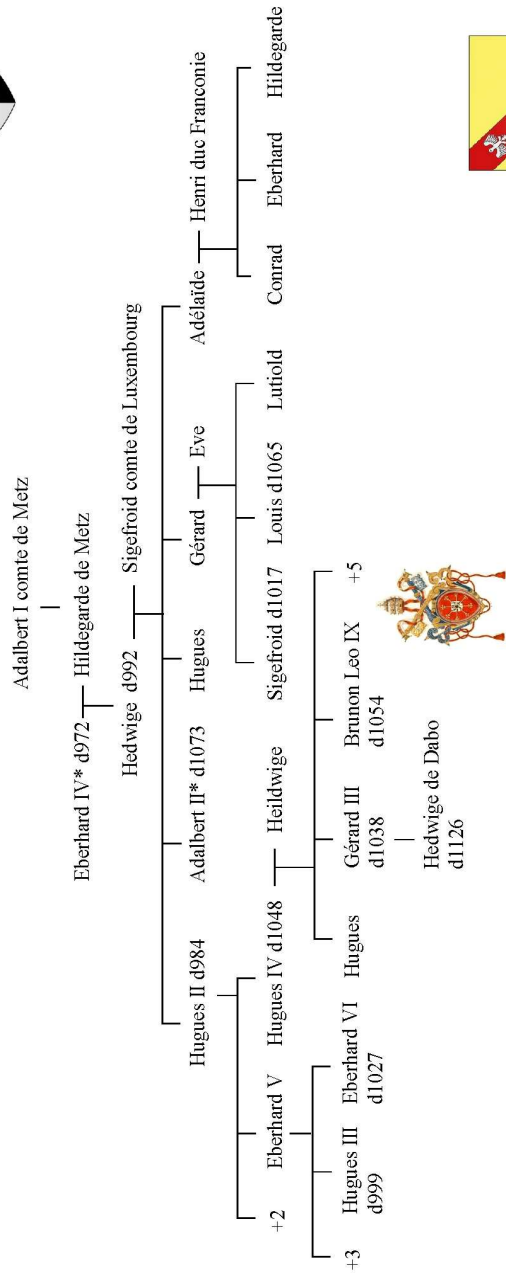 Adalbert I comte de Metz
Eberhard IV* d972 Hildegarde de Metz
Hedwige d992 Sigefroid comte de Luxembourg
Hugues II d984 Adalbert II* d1073 Hugues Gérard Eve Adélaïde Henri duc Franconie
+2 Eberhard V Hugues IV d1048 Heildwige Sigefroid d1017 Louis d1065 Lutiold Conrad Eberhard Hildegarde
+3 Hugues III Eberhard VI Hugues Gérard III Brunon Leo IX +5
d999 d1027 d1038 d1054
Hedwige de Dabo
d1126